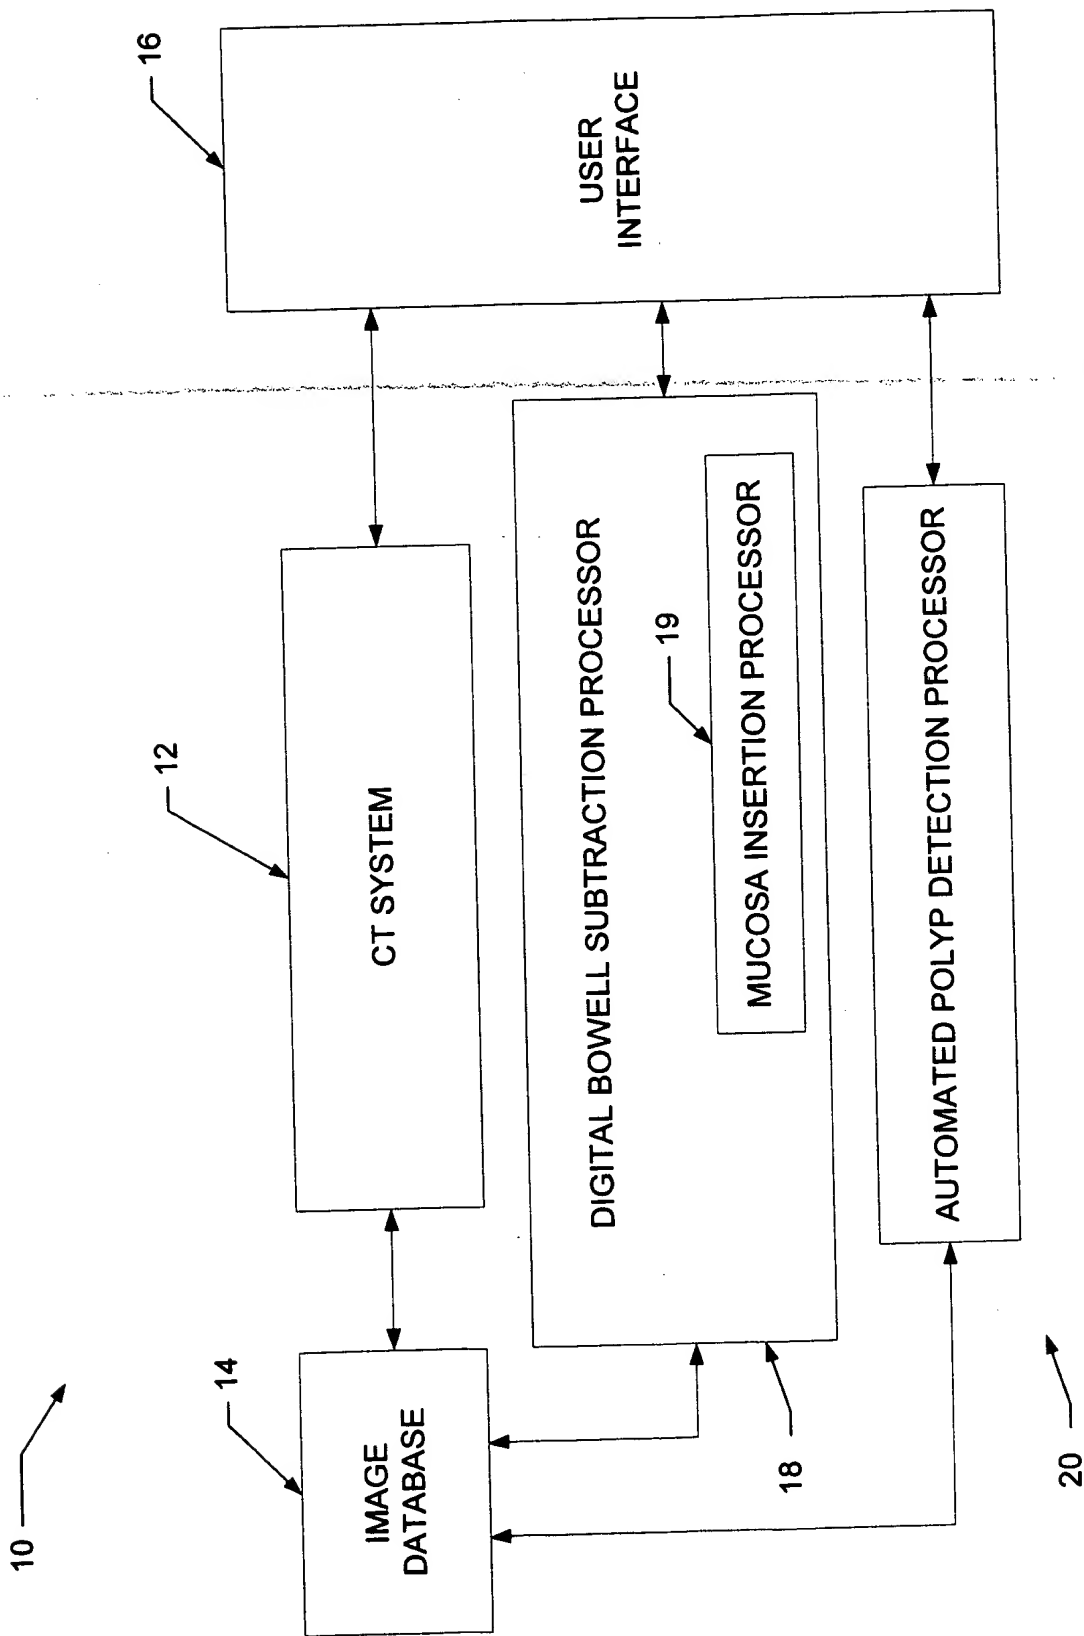 10
14
IMAGE
DATABASE
12
CT SYSTEM
16
USER
INTERFACE
DIGITAL BOWELL SUBTRACTION PROCESSOR
19
MUCOSA INSERTION PROCESSOR
18
AUTOMATED POLYP DETECTION PROCESSOR
20